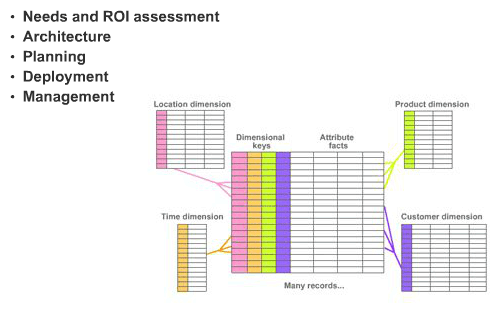 • Needs and ROI assessment
• Architecture
• Planning
• Deployment
• Management
Location dimension
Product dimension
Dimensional keys
Attribute facts
Time dimension
Customer dimension
Many records...